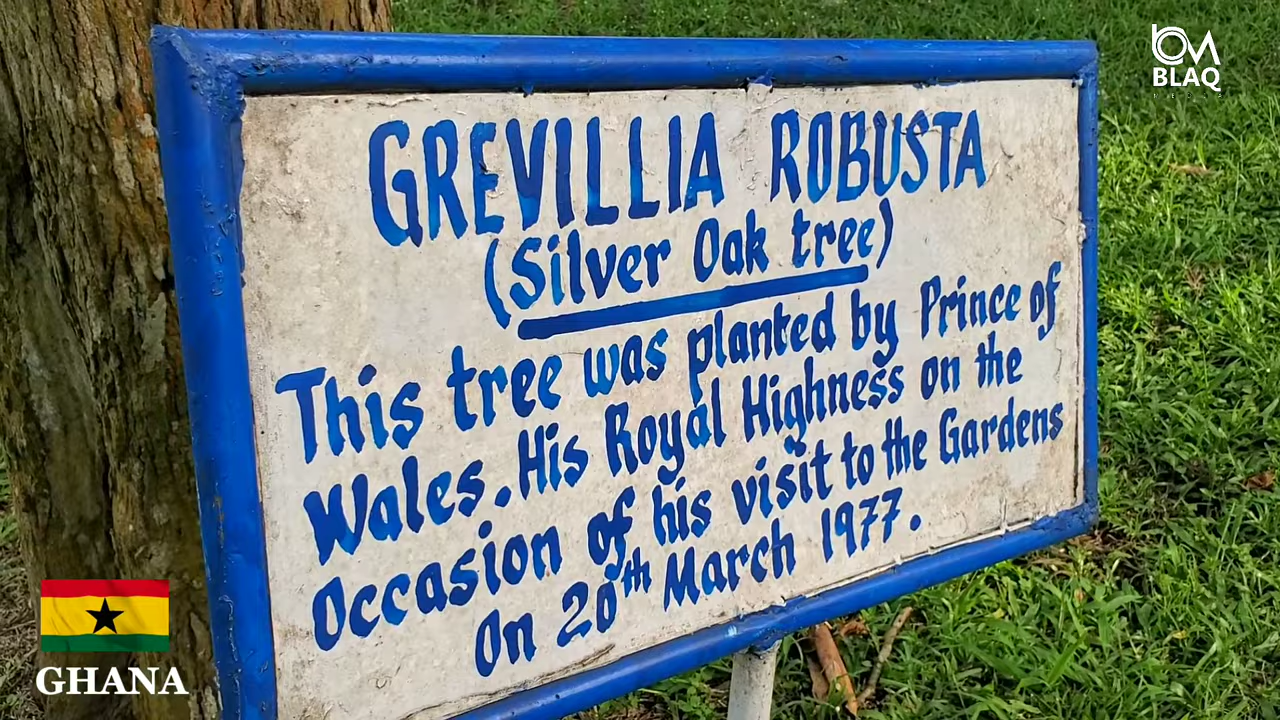 BLAQ
GREVILLIA ROBUSTA
(Silver Oak tree)
This tree was planted by Prince of
Wales. His Royal Highness on the
Occasion of his visit to the Gardens
On 20th March 1977.
GHANA